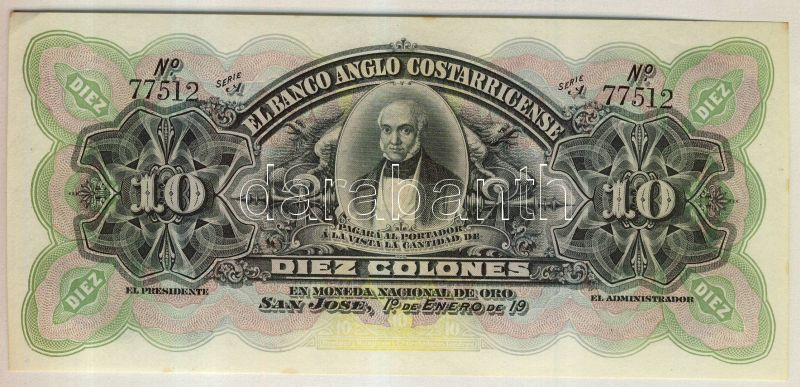 Nº 77512
SERIE A.
SERIE A.
Nº 77512
DIEZ
DIEZ
EL BANCO ANGLO COSTARRICENSE
10
10
darabanth
PAGARÁ AL PORTADOR
A LA VISTA LA CANTIDAD DE
DIEZ COLONES
DIEZ
DIEZ
EN MONEDA NACIONAL DE ORO
EL PRESIDENTE
EL ADMINISTRADOR
SAN JOSE, 1º DE ENERO DE 19
10